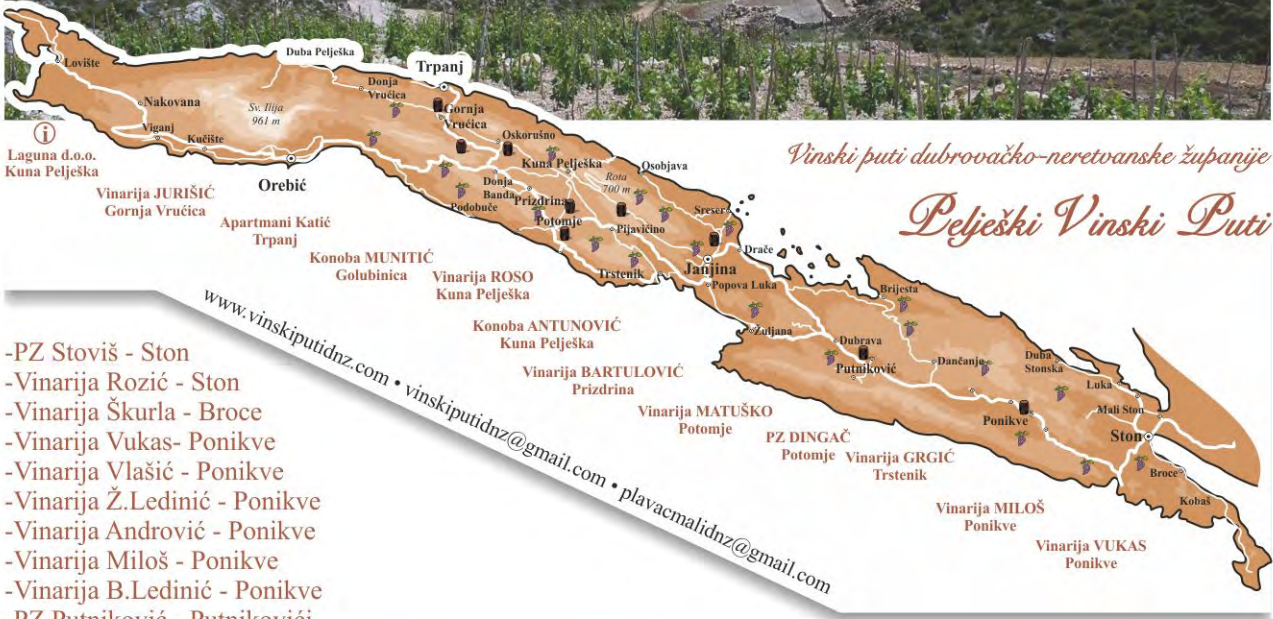 Lovište
Duba Pelješka
Trpanj
Donja
Vrućica
Nakovana
Sv. Ilija
961 m
Gornja
Vrućica
Viganj
Kučište
Oskorušno
Orebić
Kuna Pelješka
Osobjava
Rota
700 m
Donja
Banda
Prizdrina
Podobuče
Potomje
Pijavičino
Sreser
Drače
Trstenik
Janjina
Popova Luka
Brijesta
Žuljana
Dubrava
Putniković
Dančanje
Duba
Stonska
Luka
Mali Ston
Ponikve
Ston
Broce
Kobaš
Vinski puti dubrovačko-neretvanske županije
Pelješki Vinski Puti
i
Laguna d.o.o.
Kuna Pelješka
Vinarija JURIŠIĆ
Gornja Vrućica
Apartmani Katić
Trpanj
Konoba MUNITIĆ
Golubinica
Vinarija ROSO
Kuna Pelješka
Konoba ANTUNOVIĆ
Kuna Pelješka
Vinarija BARTULOVIĆ
Prizdrina
Vinarija MATUŠKO
Potomje
PZ DINGAČ
Potomje
Vinarija GRGIĆ
Trstenik
Vinarija MILOŠ
Ponikve
Vinarija VUKAS
Ponikve
www.vinskiputidnz.com • vinskiputidnz@gmail.com • plavacmalidnz@gmail.com
-PZ Stoviš - Ston
-Vinarija Rozić - Ston
-Vinarija Škurla - Broce
-Vinarija Vukas- Ponikve
-Vinarija Vlašić - Ponikve
-Vinarija Ž.Ledinić - Ponikve
-Vinarija Andrović - Ponikve
-Vinarija Miloš - Ponikve
-Vinarija B.Ledinić - Ponikve
-PZ Putniković - Putnikovići